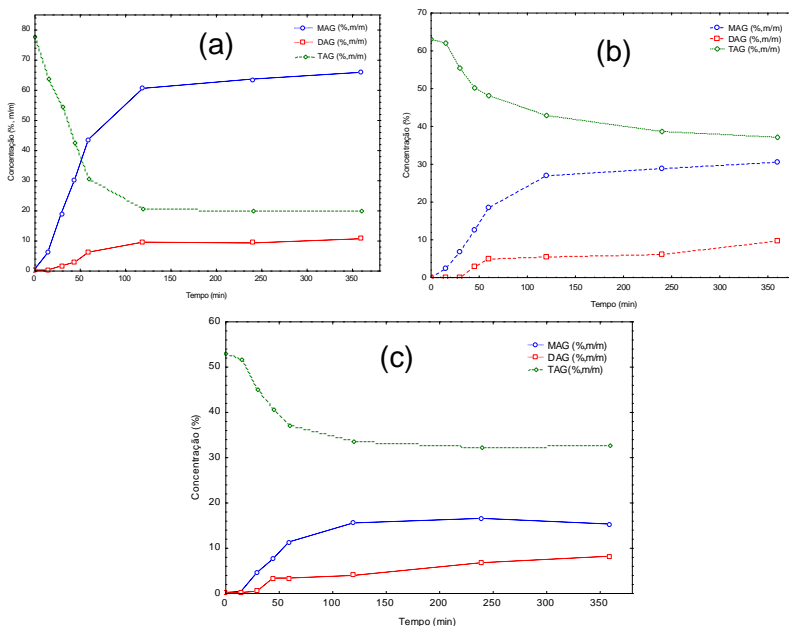 (a)
MAG (%,m/m)
DAG (%,m/m)
TAG (%,m/m)
Concentração (%, m/m)
80
70
60
50
40
30
20
10
0
0 50 100 150 200 250 300 350
Tempo (min)
(b)
MAG (%,m/m)
DAG (%,m/m)
TAG(%,m/m)
Concentração (%,m/m)
70
60
50
40
30
20
10
0
0 50 100 150 200 250 300 350
Tempo (min)
(c)
MAG (%,m/m)
DAG (%,m/m)
TAG(%,m/m)
Concentração (%)
60
50
40
30
20
10
0
0 50 100 150 200 250 300 350
Tempo (min)